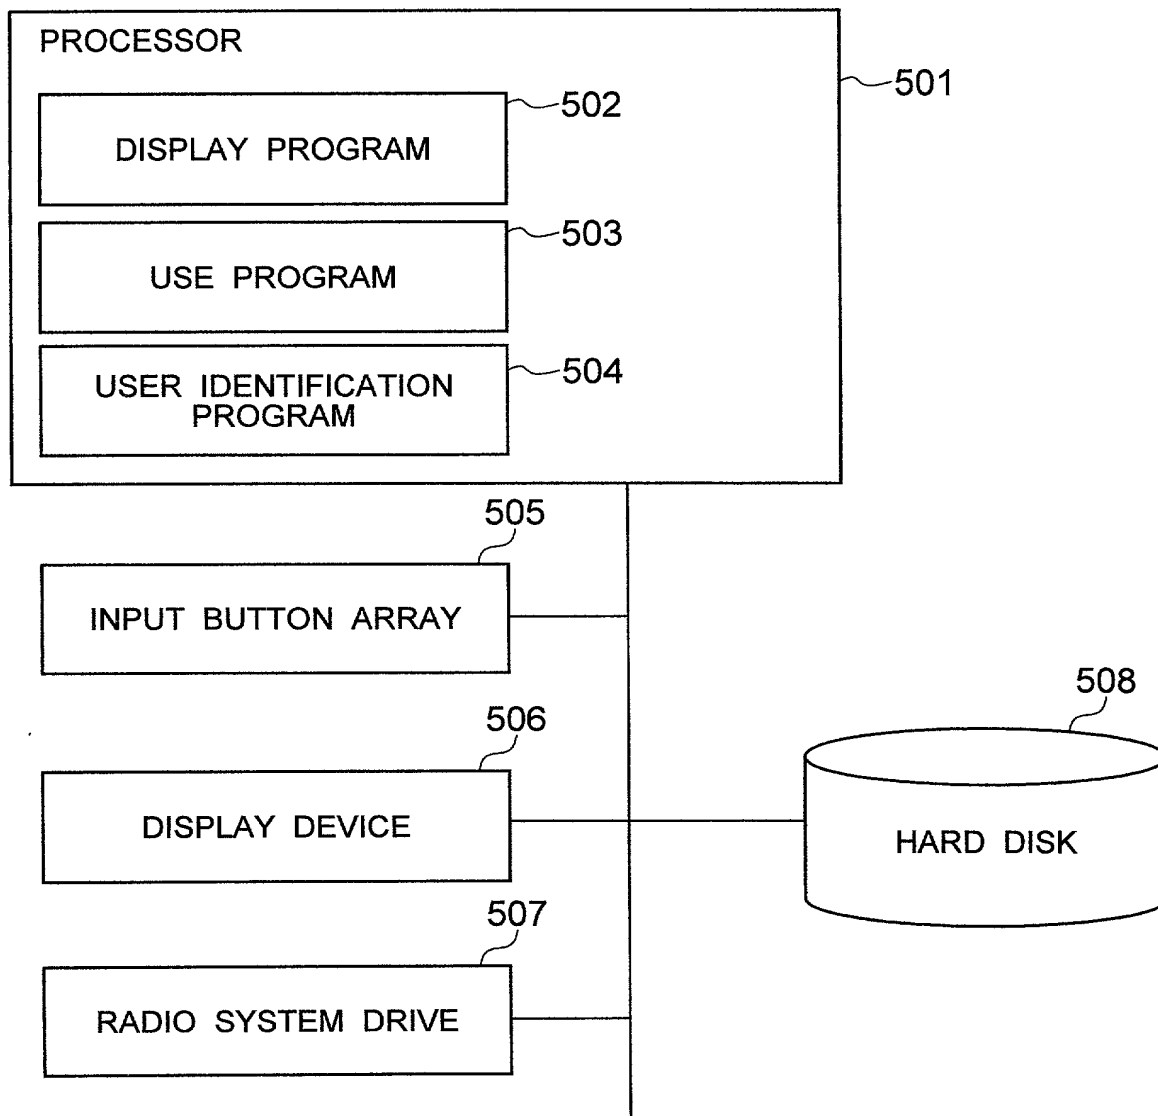 PROCESSOR
501
502
DISPLAY PROGRAM
503
USE PROGRAM
504
USER IDENTIFICATION
PROGRAM
505
INPUT BUTTON ARRAY
506
DISPLAY DEVICE
508
HARD DISK
507
RADIO SYSTEM DRIVE